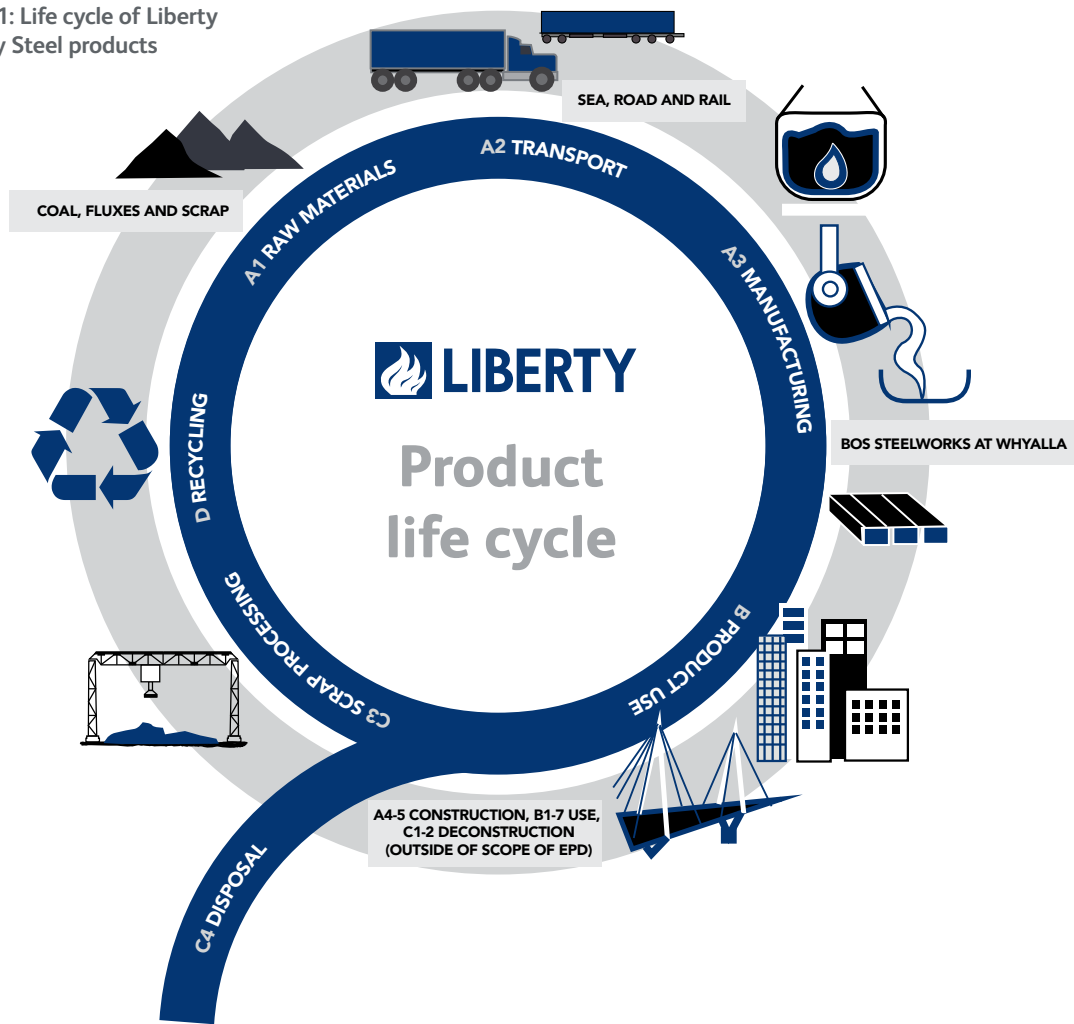 1: Life cycle of Liberty
y Steel products
SEA, ROAD AND RAIL
COAL, FLUXES AND SCRAP
A1 RAW MATERIALS
A2 TRANSPORT
A3 MANUFACTURING
BOS STEELWORKS AT WHYALLA
LIBERTY
Product
life cycle
B PRODUCT USE
A4-5 CONSTRUCTION, B1-7 USE,
C1-2 DECONSTRUCTION
(OUTSIDE OF SCOPE OF EPD)
C3 SCRAP PROCESSING
C4 DISPOSAL
D RECYCLING